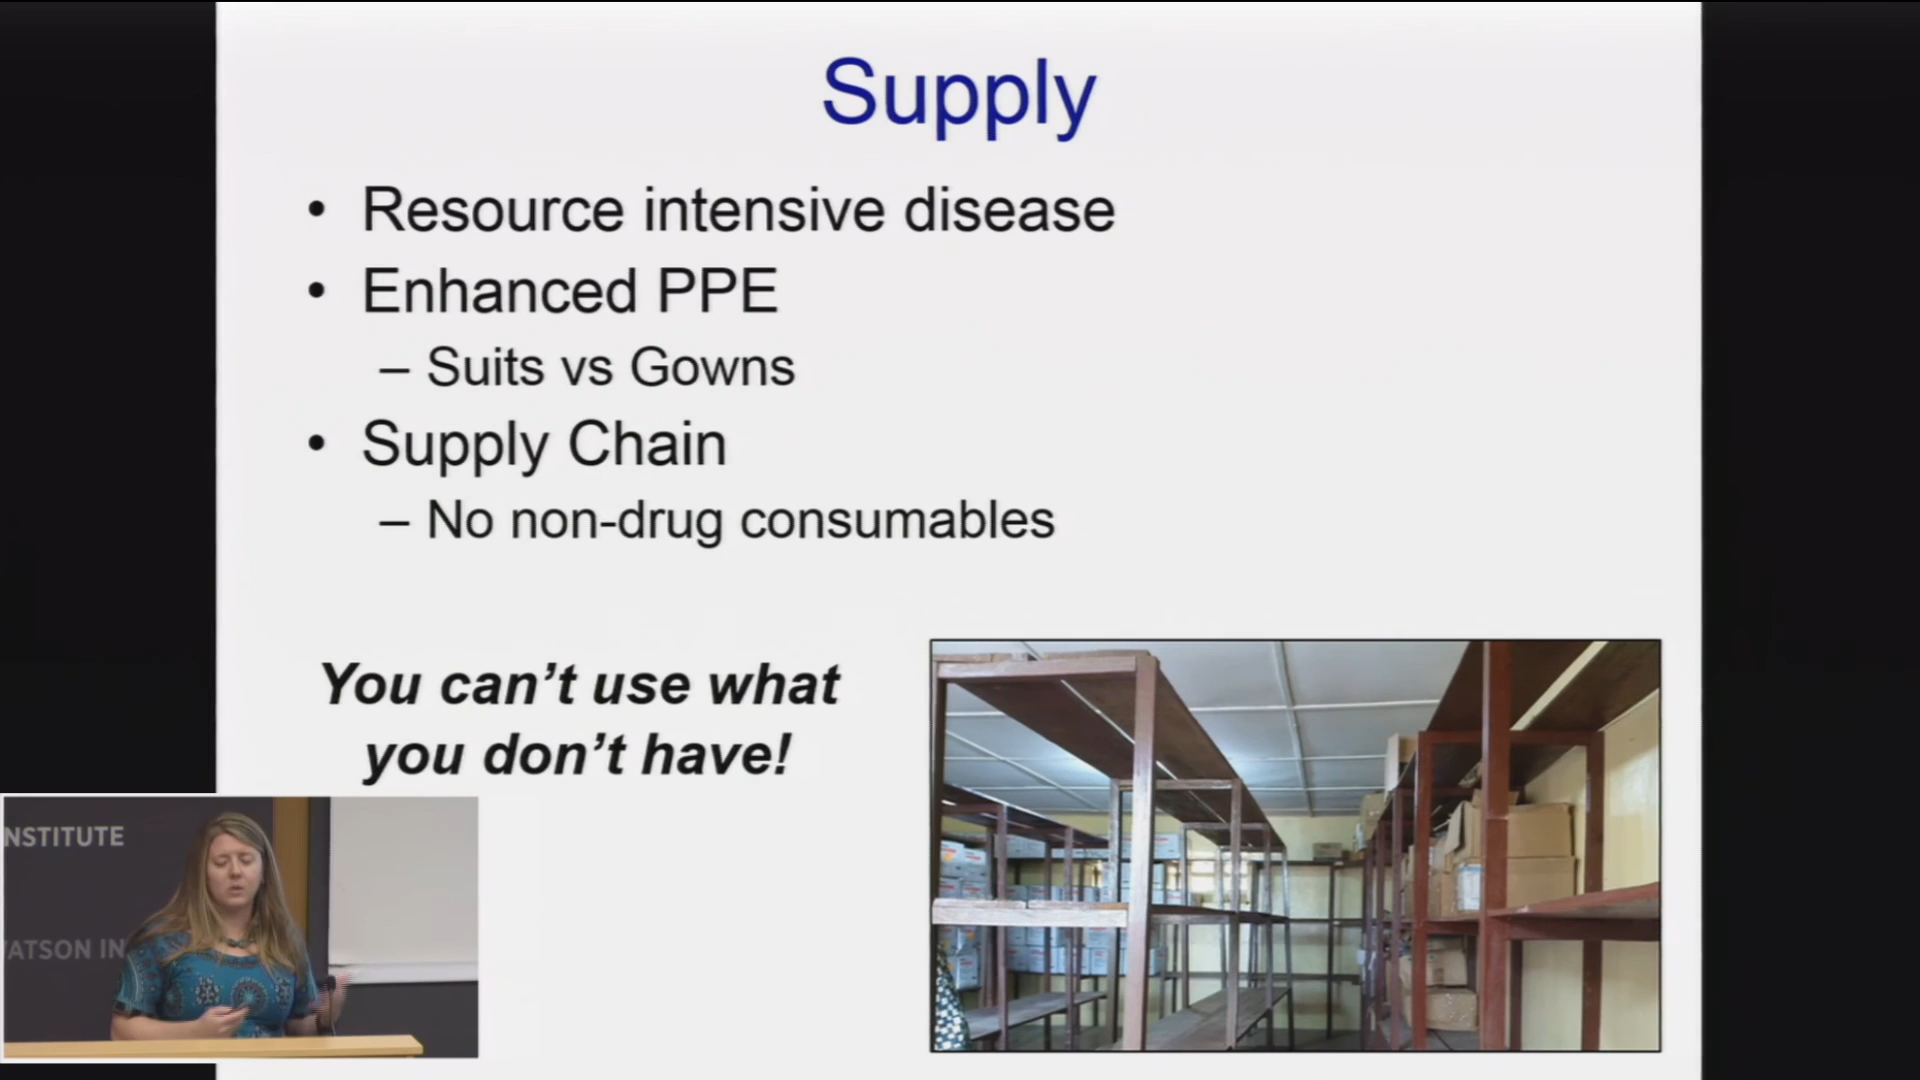 Supply
• Resource intensive disease
• Enhanced PPE
– Suits vs Gowns
• Supply Chain
– No non-drug consumables
You can’t use what
you don’t have!
NSTITUTE
ATSON IN